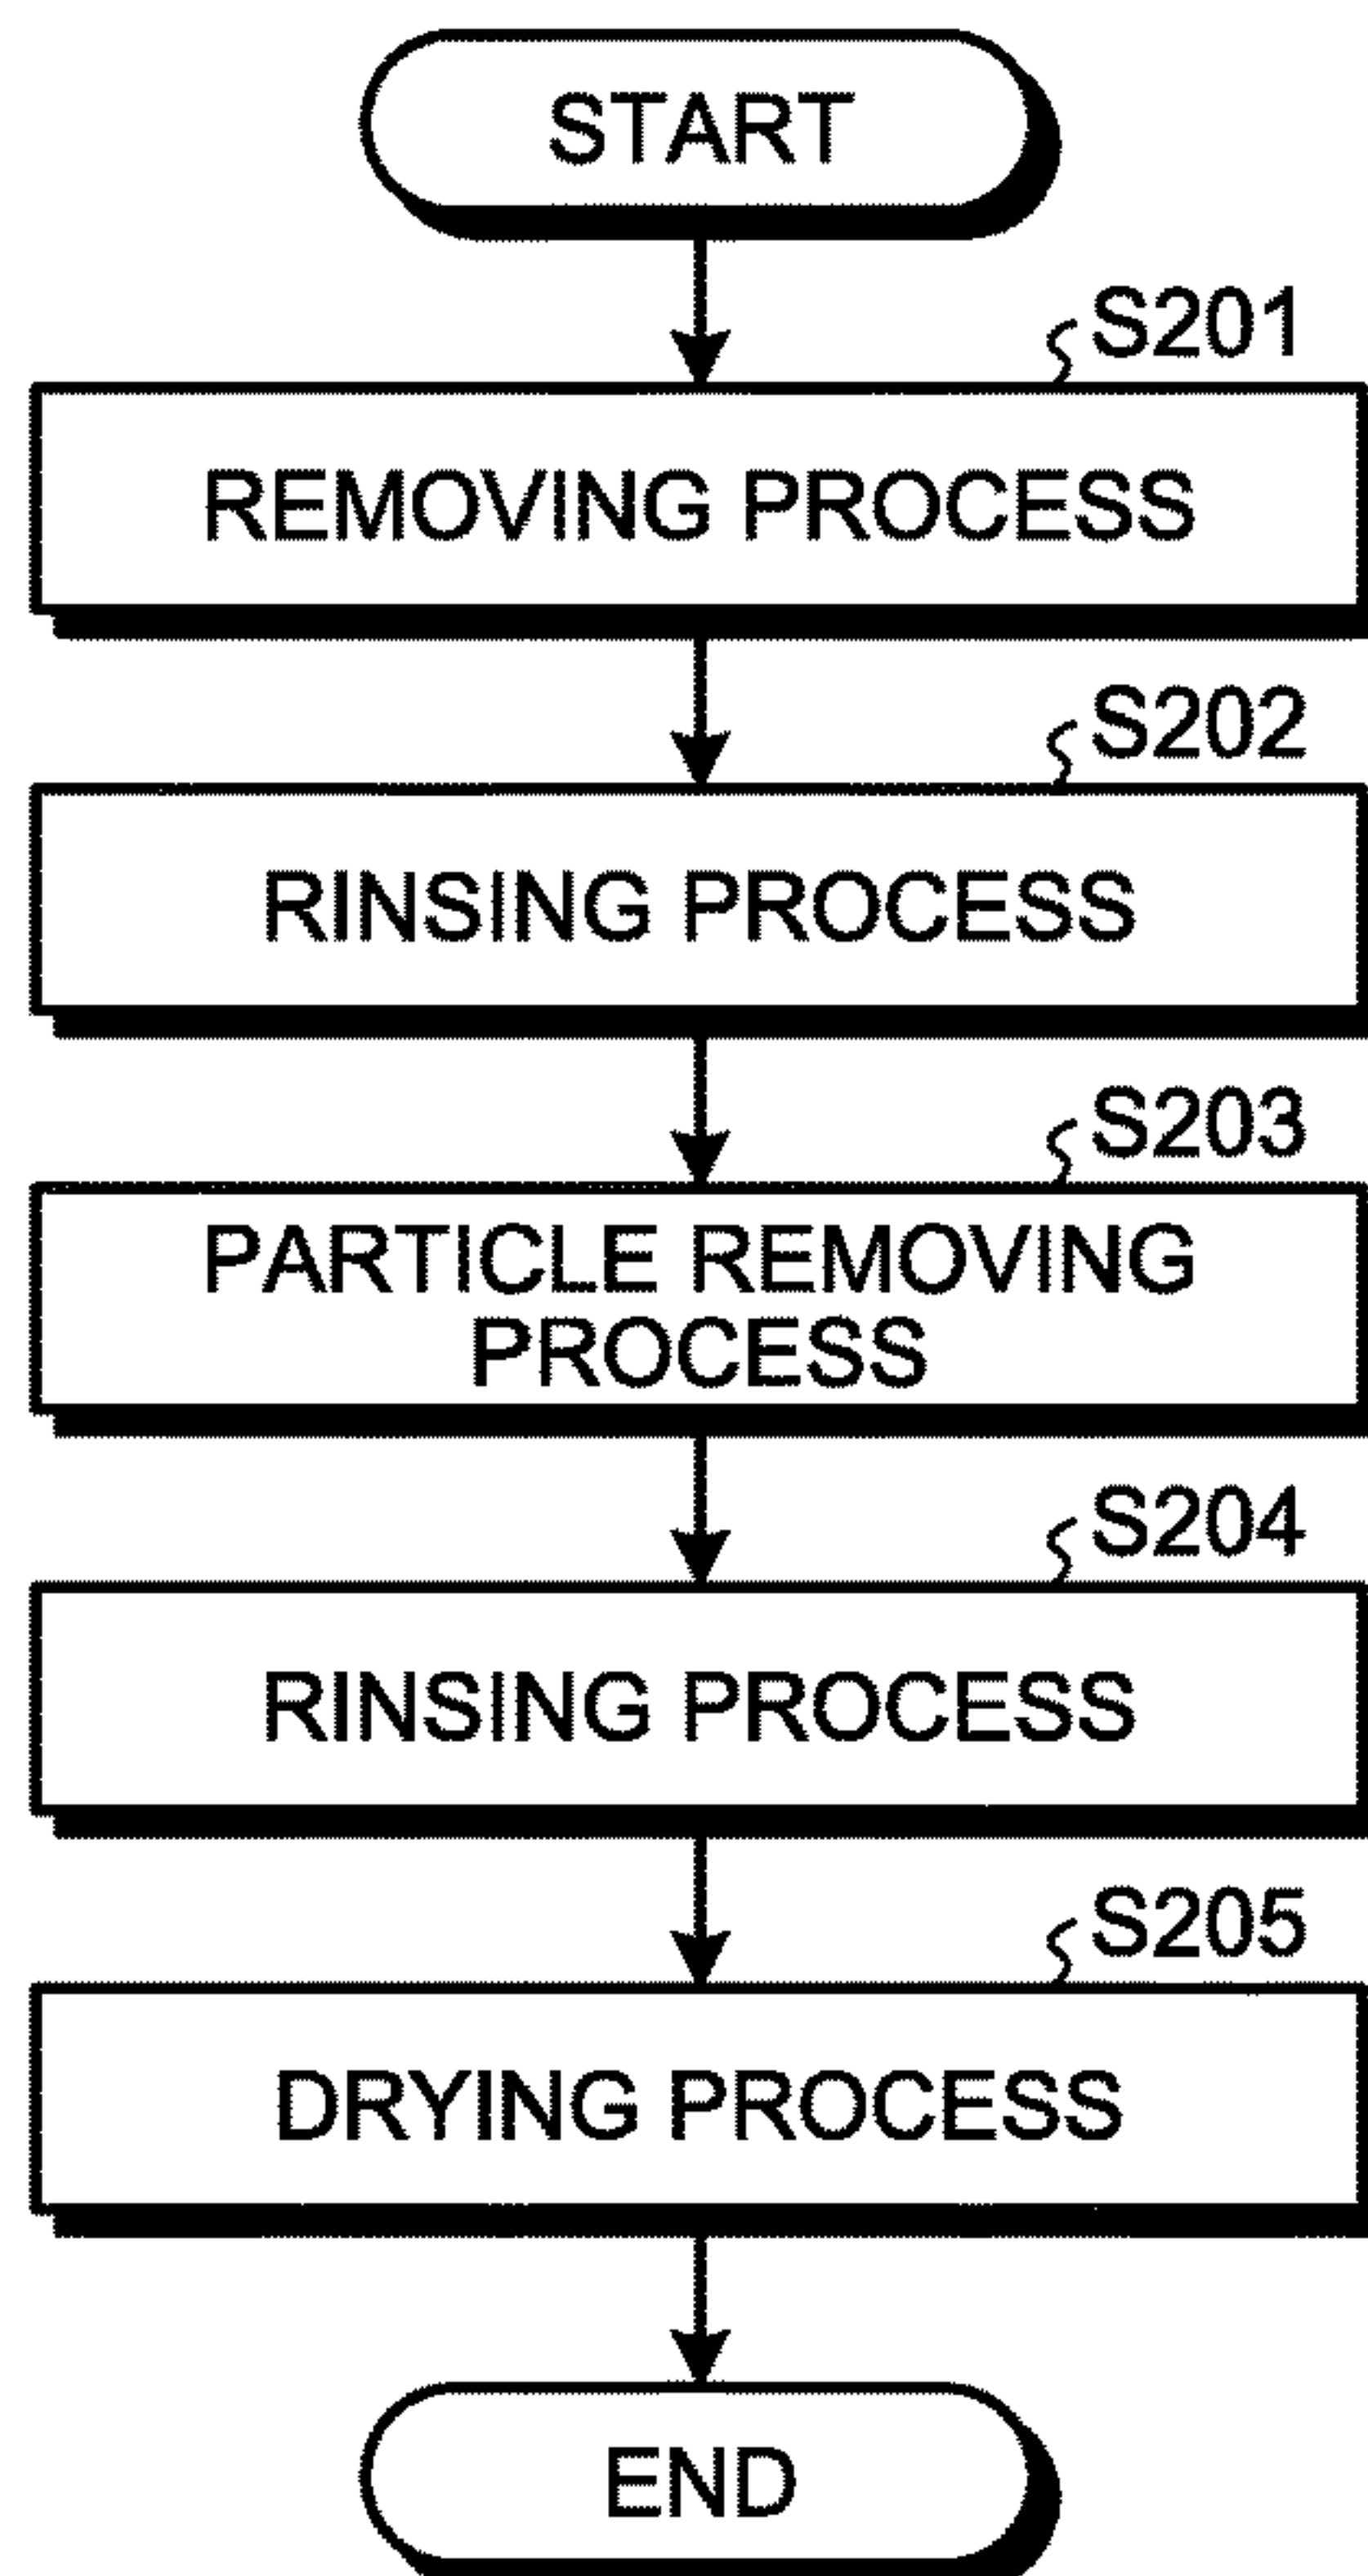 START
S201
REMOVING PROCESS
S202
RINSING PROCESS
S203
PARTICLE REMOVING
PROCESS
S204
RINSING PROCESS
S205
DRYING PROCESS
END